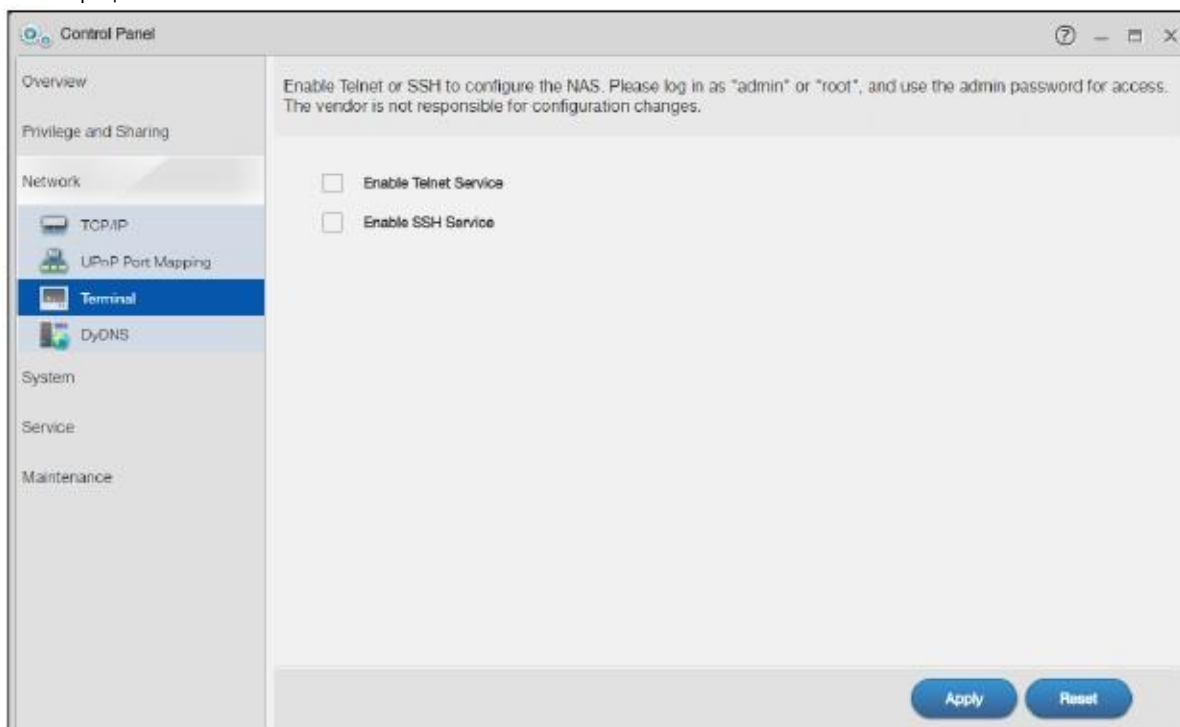 Control Panel
Overview
Privilege and Sharing
Network
TCP/IP
UPnP Port Mapping
Terminal
DyDNS
System
Service
Maintenance
Enable Telnet or SSH to configure the NAS. Please log in as "admin" or "root", and use the admin password for access.
The vendor is not responsible for configuration changes.
Enable Telnet Service
Enable SSH Service
Apply
Reset